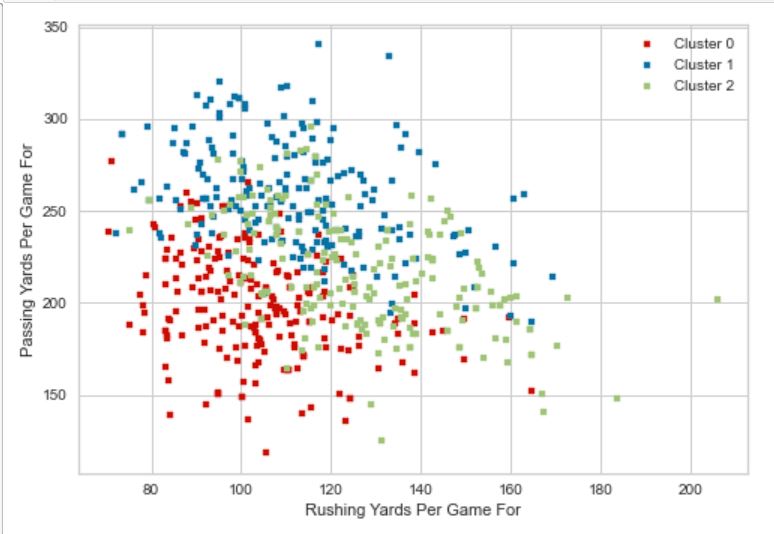 350
300
250
200
150
Passing Yards Per Game For
Cluster 0
Cluster 1
Cluster 2
80 100 120 140 160 180 200
Rushing Yards Per Game For